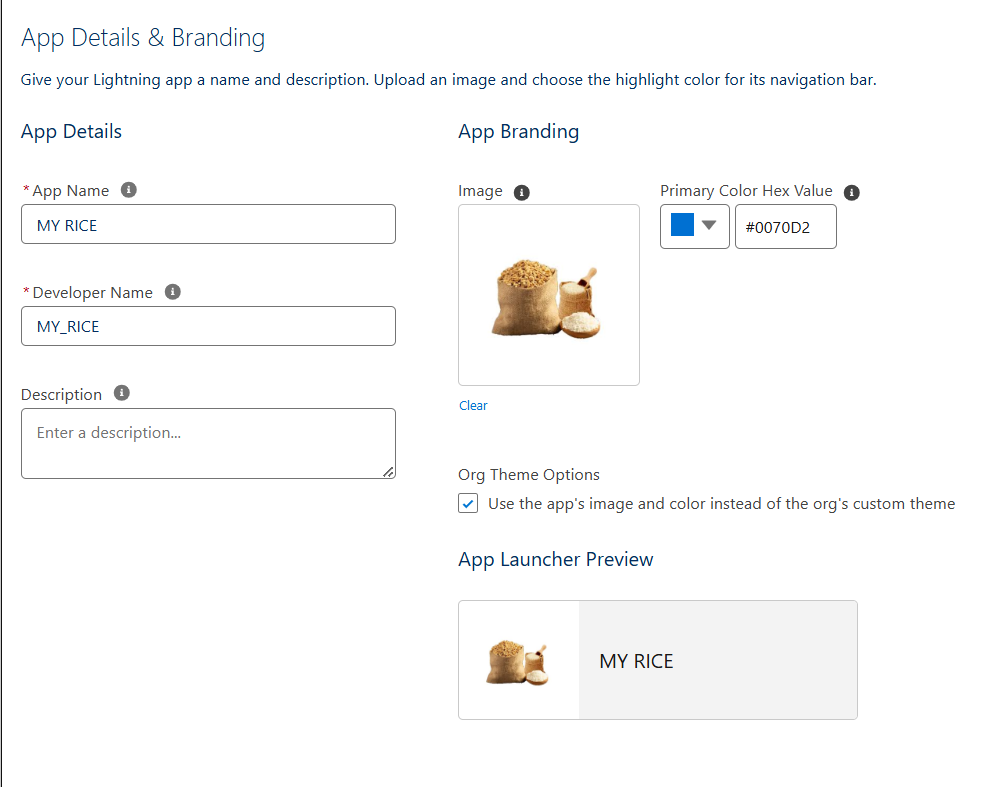 App Details & Branding
Give your Lightning app a name and description. Upload an image and choose the highlight color for its navigation bar.
App Details
* App Name
MY RICE
* Developer Name
MY_RICE
Description
Enter a description...
App Branding
Image
Primary Color Hex Value
#0070D2
Clear
Org Theme Options
Use the app's image and color instead of the org's custom theme
App Launcher Preview
MY RICE